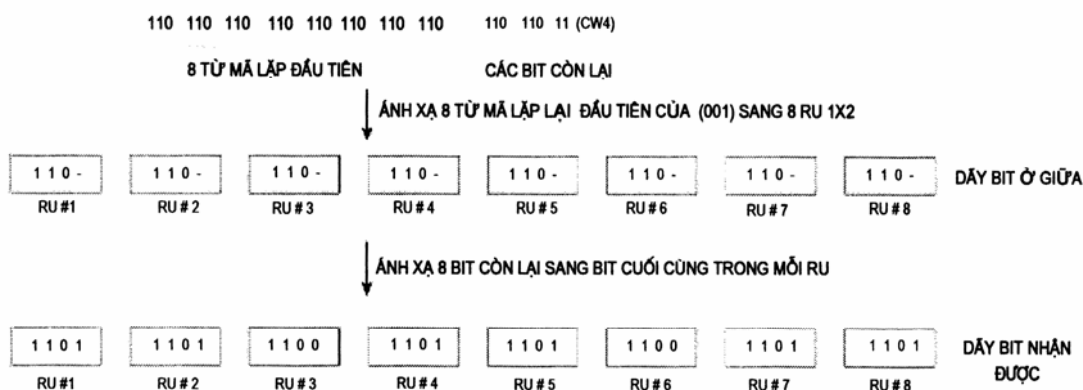 110 110 110 110 110 110 110 110 110 110 11 (CW4)
8 TỪ MÃ LẶP ĐẦU TIÊN CÁC BIT CÒN LẠI
ÁNH XẠ 8 TỪ MÃ LẶP LẠI ĐẦU TIÊN CỦA (001) SANG 8 RU 1X2
110- 110- 110- 110- 110- 110- 110- 110- DÃY BIT Ở GIỮA
RU #1 RU # 2 RU # 3 RU # 4 RU # 5 RU # 6 RU # 7 RU # 8
ÁNH XẠ 8 BIT CÒN LẠI SANG BIT CUỐI CÙNG TRONG MỖI RU
1101 1101 1100 1101 1101 1100 1101 1101 DÃY BIT NHẬN ĐƯỢC
RU #1 RU # 2 RU # 3 RU # 4 RU # 5 RU # 6 RU # 7 RU # 8